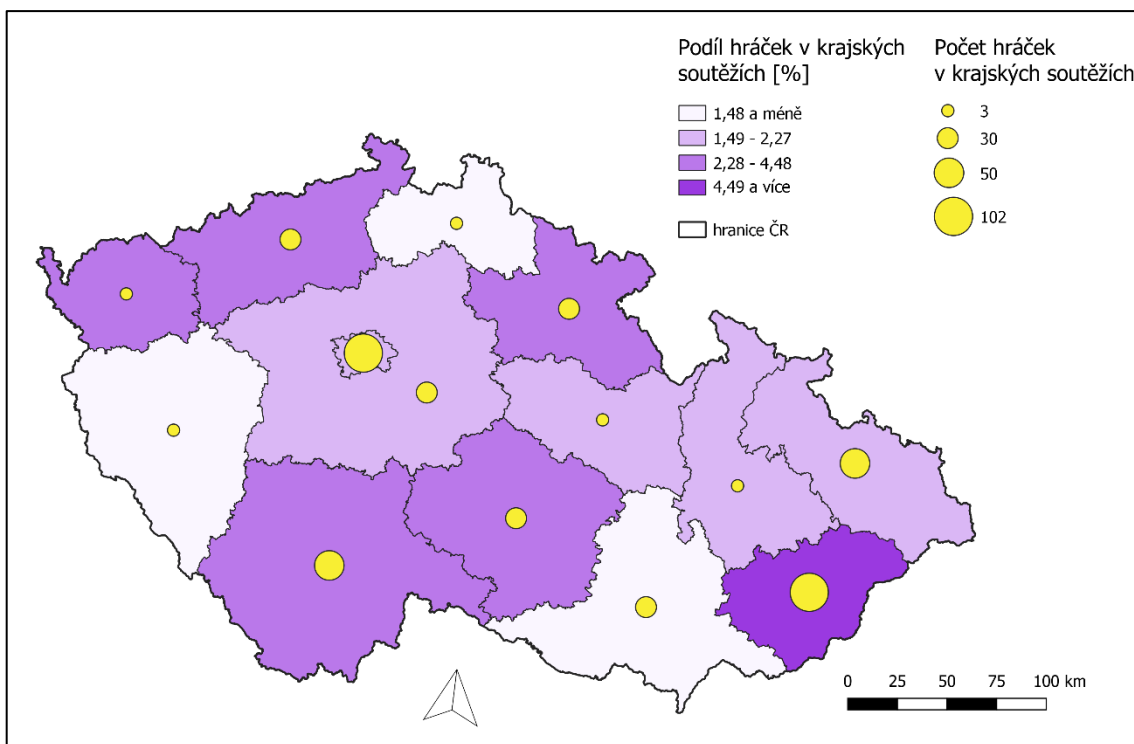 Podíl hráček v krajských
soutěžích [%]
1,48 a méně
1,49 - 2,27
2,28 - 4,48
4,49 a více
hranice ČR
Počet hráček
v krajských soutěžích
3
30
50
102
0 25 50 75 100 km